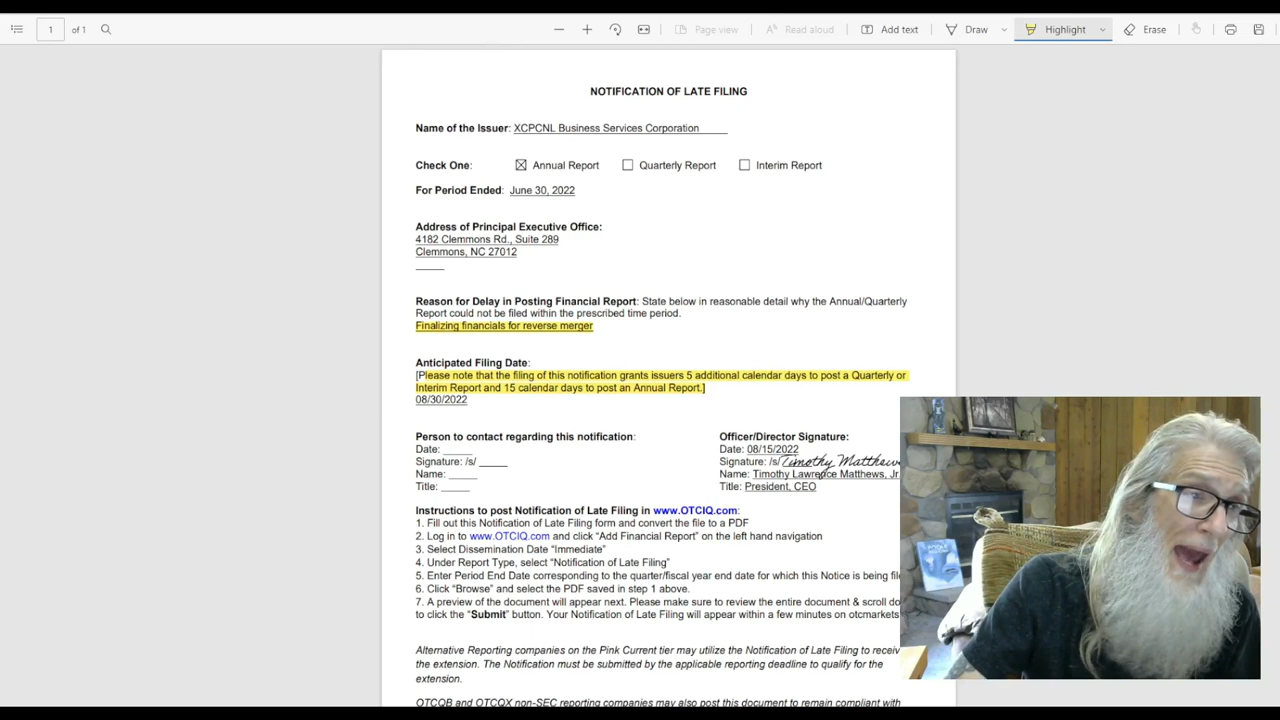 1 of 1 Page view Read aloud Add text Draw Highlight Erase
NOTIFICATION OF LATE FILING
Name of the Issuer: XCPCNL Business Services Corporation
Check One: Annual Report Quarterly Report Interim Report
For Period Ended: June 30, 2022
Address of Principal Executive Office:
4182 Clemmons Rd., Suite 289
Clemmons, NC 27012
Reason for Delay in Posting Financial Report: State below in reasonable detail why the Annual/Quarterly
Report could not be filed within the prescribed time period.
Finalizing financials for reverse merger
Anticipated Filing Date:
[Please note that the filing of this notification grants issuers 5 additional calendar days to post a Quarterly or
Interim Report and 15 calendar days to post an Annual Report.]
08/30/2022
Person to contact regarding this notification:
Date:
Signature: /s/
Name:
Title:
Officer/Director Signature:
Date: 08/15/2022
Signature: /s/ Timothy Matthews
Name: Timothy Lawrence Matthews, Jr.
Title: President, CEO
Instructions to post Notification of Late Filing in www.OTCIQ.com:
1. Fill out this Notification of Late Filing form and convert the file to a PDF
2. Log in to www.OTCIQ.com and click “Add Financial Report” on the left hand navigation
3. Select Dissemination Date “Immediate”
4. Under Report Type, select “Notification of Late Filing”
5. Enter Period End Date corresponding to the quarter/fiscal year end date for which this Notice is being
6. Click “Browse” and select the PDF saved in step 1 above.
7. A preview of the document will appear next. Please make sure to review the entire document & scroll
to click the “Submit” button. Your Notification of Late Filing will appear within a few minutes on otcmarkets
Alternative Reporting companies on the Pink Current tier may utilize the Notification of Late Filing to
the extension. The Notification must be submitted by the applicable reporting deadline to qualify for the
extension.
OTCQB and OTCQX non-SEC reporting companies may also post this document to remain compliant with